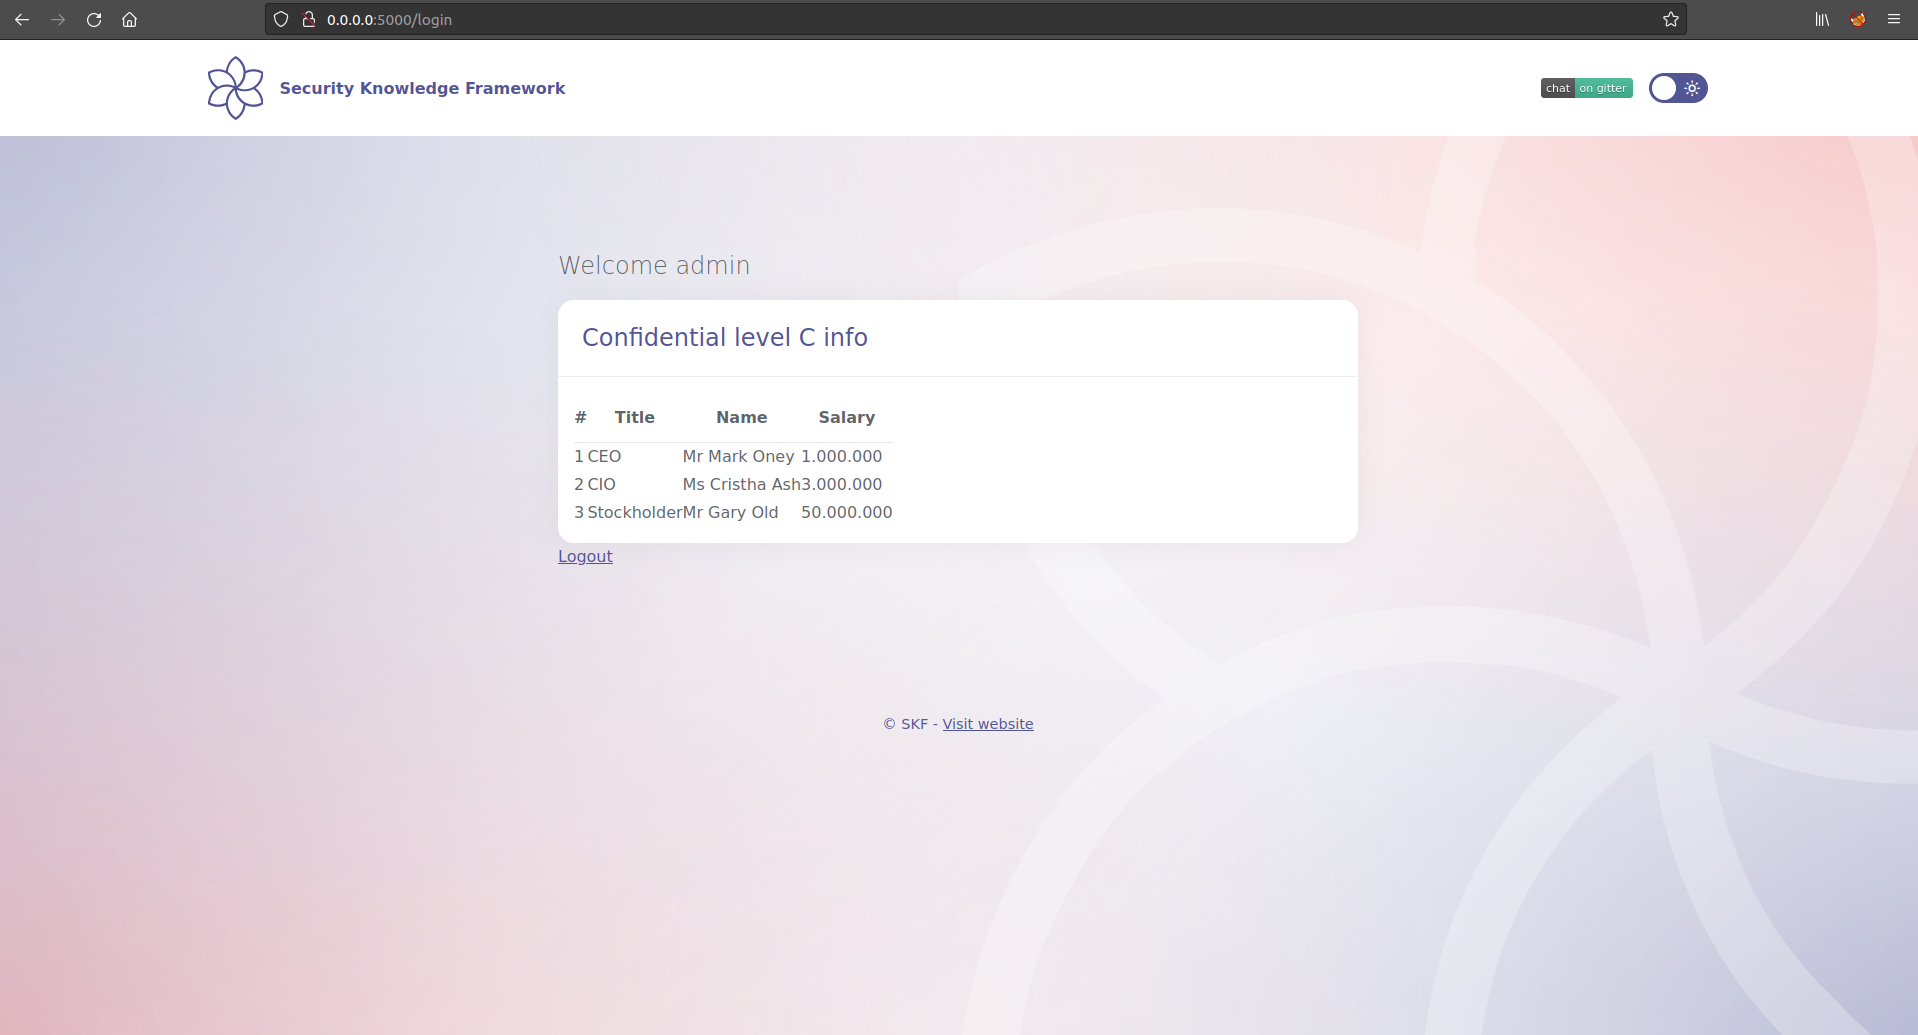 0.0.0.0:5000/login
Security Knowledge Framework
chat on gitter
Welcome admin
Confidential level C info
# Title Name Salary
1 CEO Mr Mark Oney 1.000.000
2 CIO Ms Cristha Ash 3.000.000
3 Stockholder Mr Gary Old 50.000.000
Logout
© SKF - Visit website